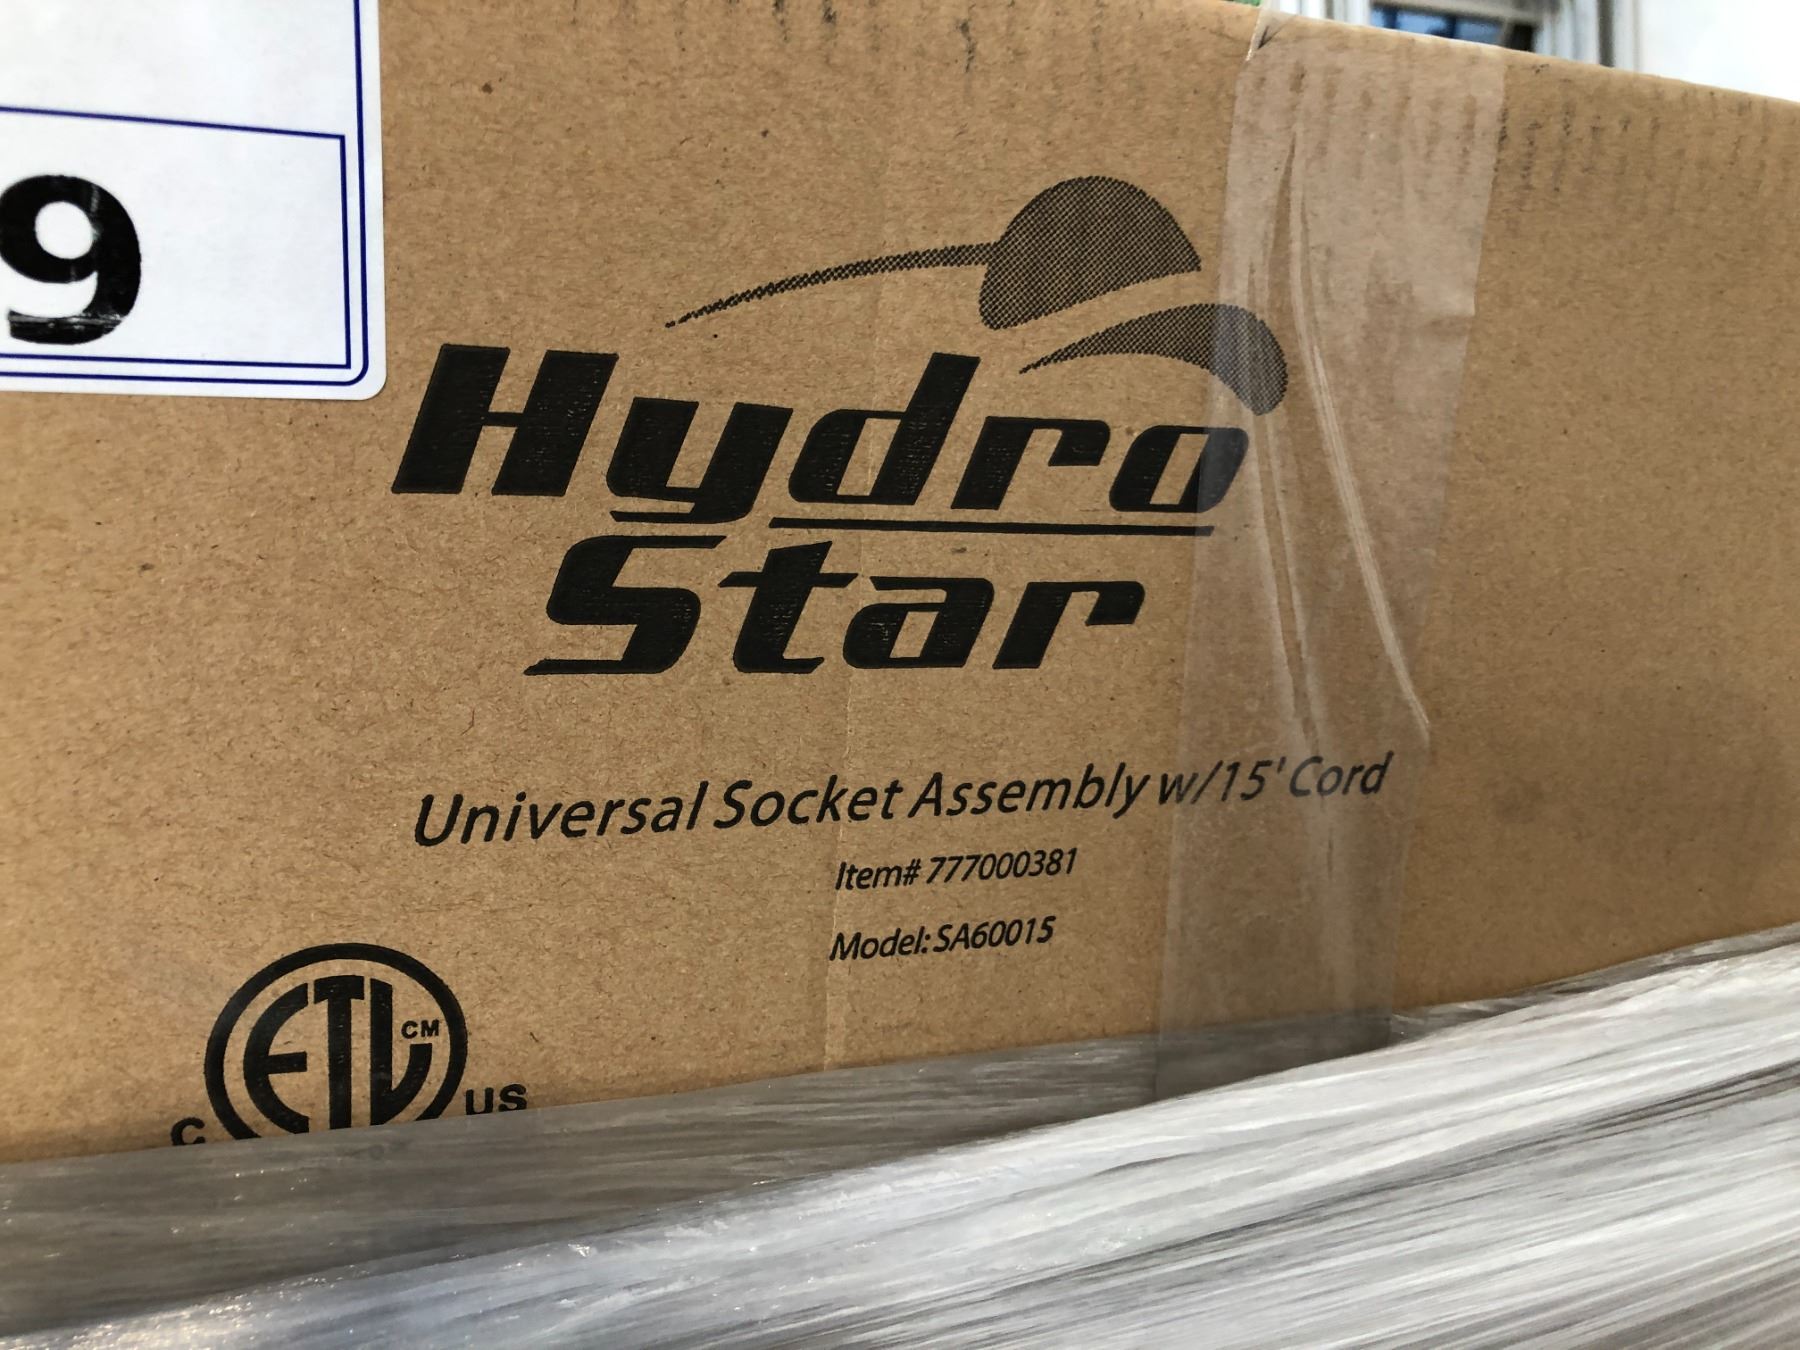 9
Hydro
Star
Universal Socket Assembly w/15' Cord
Item# 777000381
Model: SA60015
ETL CM
C US